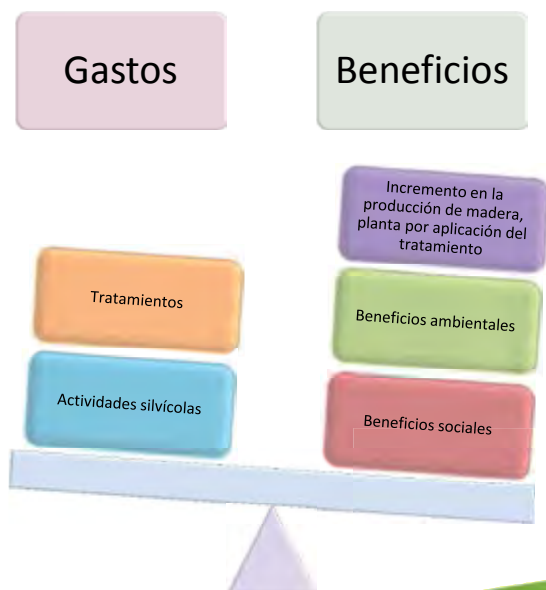 Gastos
Beneficios
Incremento en la
producción de madera,
planta por aplicación del
tratamiento
Tratamientos
Beneficios ambientales
Actividades silvícolas
Beneficios sociales